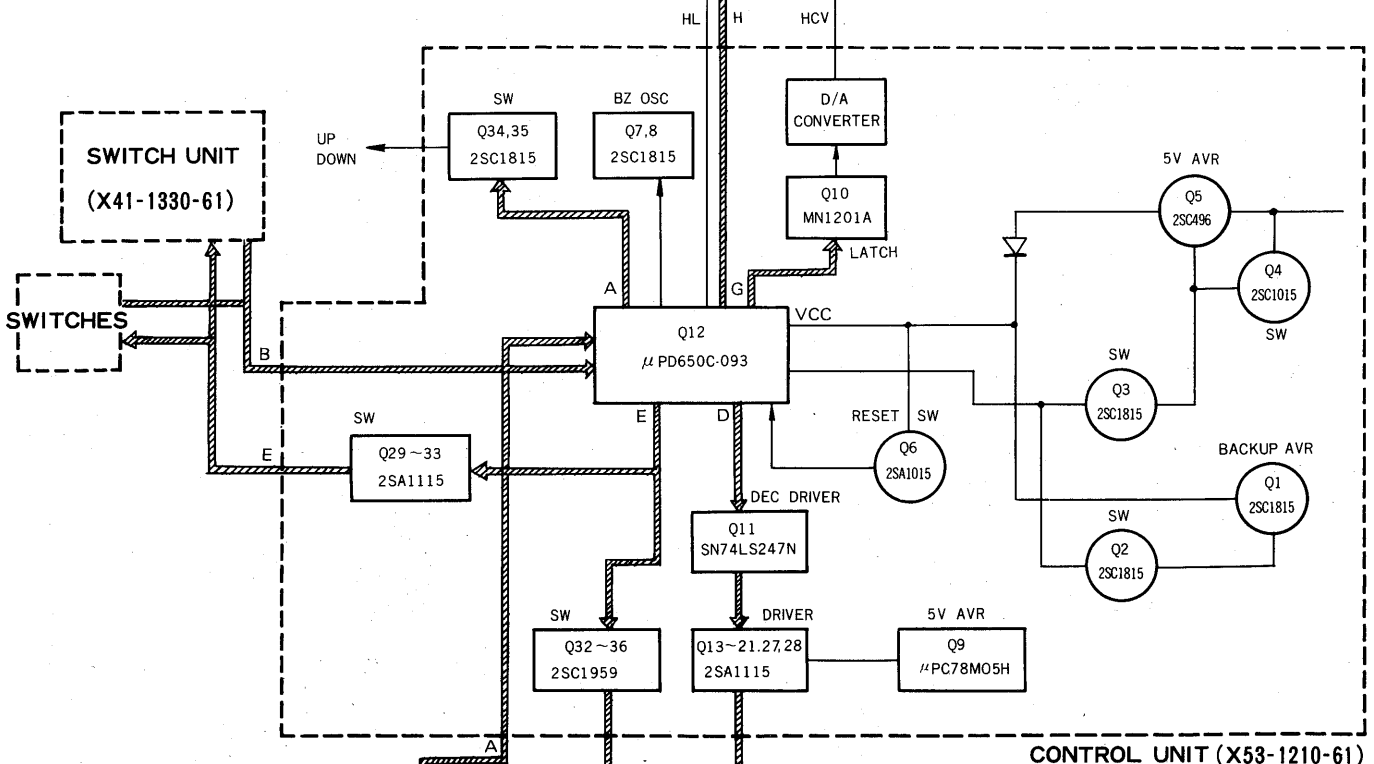 HL
H
HCV
SW
Q34,35
2SC1815
UP
DOWN
BZ OSC
Q7,8
2SC1815
D/A
CONVERTER
Q10
MN1201A
LATCH
5V AVR
Q5
2SC496
Q4
2SC1015
SW
SWITCH UNIT
(X41-1330-61)
SWITCHES
A
G
B
Q12
μPD650C-093
VCC
E
D
SW
Q3
2SC1815
RESET SW
Q6
2SA1015
SW
Q29~33
2SA1115
E
BACKUP AVR
Q1
2SC1815
SW
Q2
2SC1815
DEC DRIVER
Q11
SN74LS247N
SW
Q32~36
2SC1959
DRIVER
Q13~21.27,28
2SA1115
5V AVR
Q9
μPC78M05H
A
CONTROL UNIT (X53-1210-61)